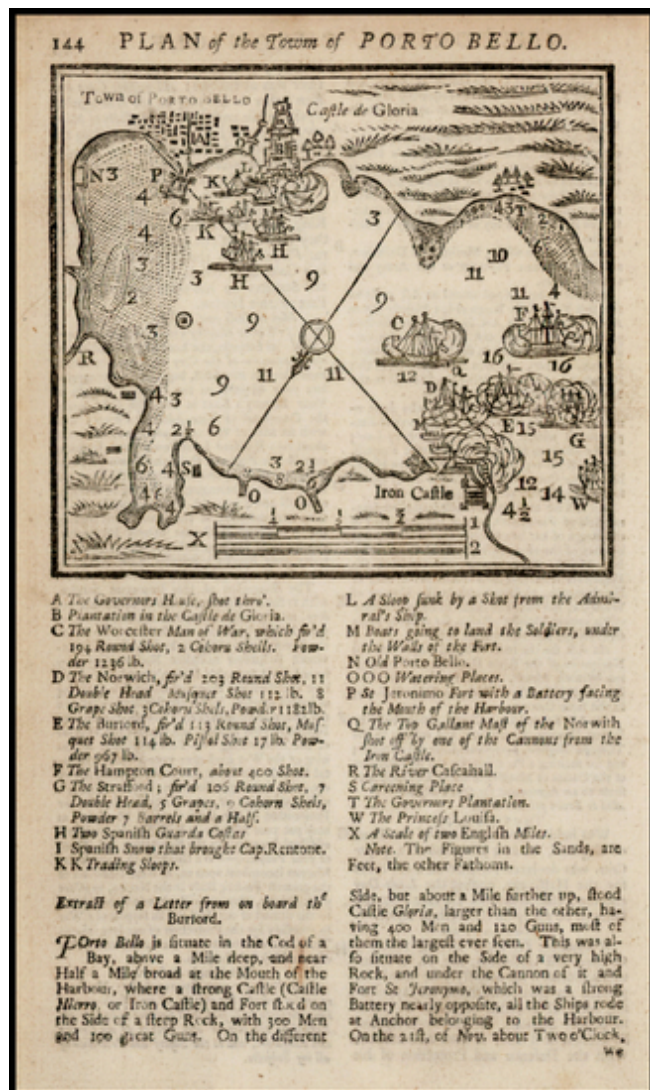 144 PLAN of the Town of PORTO BELLO.
Town of PORTO BELLO
Castle de Gloria
Iron Castle
A The Governors House, shot thro'.
B Plantation in the Castle de Gloria.
C The Worcester Man of War, which fir'd
194 Round Shot, 2 Cohorn Shells. Pow-
der 1236 lb.
D The Norwich, fir'd 203 Round Shot, 11
Double Head Musquet Shot 112 lb. 8
Grape Shot, 3 Cohorn Shels, Powd.r 1182lb.
E The Burford, fir'd 113 Round Shot, Mus
quet Shot 114 lb. Pistol Shot 17 lb. Pow-
der 967 lb.
F The Hampton Court, about 400 Shot.
G The Strafford; fir'd 106 Round Shot, 7
Double Head, 5 Grapes, Cohorn Shels,
Powder 7 Barrels and a Half.
H Two Spanish Guarda Costas
I Spanish Snow that brought Cap. Rentone.
K K Trading Sloops.
L A Sloop sunk by a Shot from the Admi-
ral's Ship.
M Boats going to land the Soldiers, under
the Walls of the Fort.
N Old Porto Bello.
O O O Watering Places.
P St Jeronimo Fort with a Battery facing
the Mouth of the Harbour.
Q The Top Gallant Mast of the Norwich
shot off by one of the Cannons from the
Iron Castle.
R The River Cascahall.
S Careening Place
T The Governors Plantation.
W The Princess Louisa.
X A Scale of two English Miles.
Note. The Figures in the Sands, are
Feet, the other Fathoms.
Extract of a Letter from on board the
Burford.
POrto Bello is situate in the Cod of a
Bay, above a Mile deep, and near
Half a Mile broad at the Mouth of the
Harbour, where a strong Castle (Castle
Hierro, or Iron Castle) and Fort stood on
the Side of a steep Rock, with 300 Men
and 100 great Guns. On the different
Side, but about a Mile further up, stood
Castle Gloria, larger than the other, ha-
ving 400 Men and 120 Guns, most of
them the largest ever seen. This was al-
so situate on the Side of a very high
Rock, and under the Cannon of it and
Fort St Jeronymo, which was a strong
Battery nearly opposite, all the Ships rode
at Anchor belonging to the Harbour.
On the 21st, of Nov. about Two o'Clock,
We